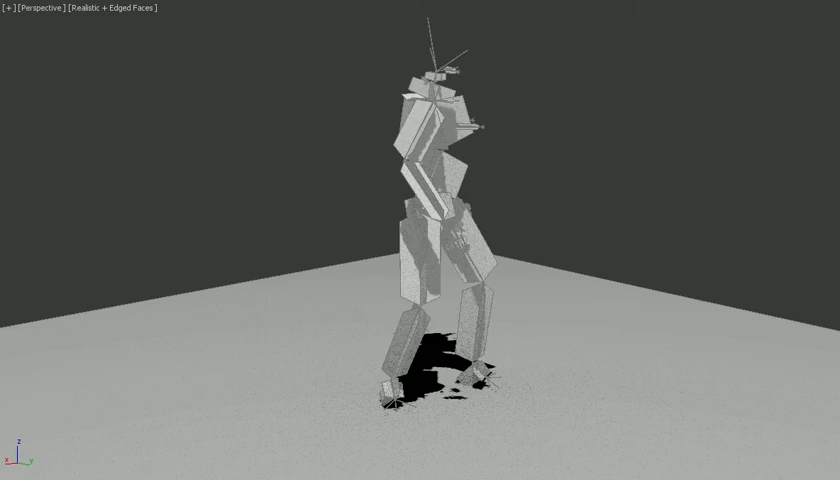 [+] [Perspective] [Realistic + Edged Faces]
z
x y